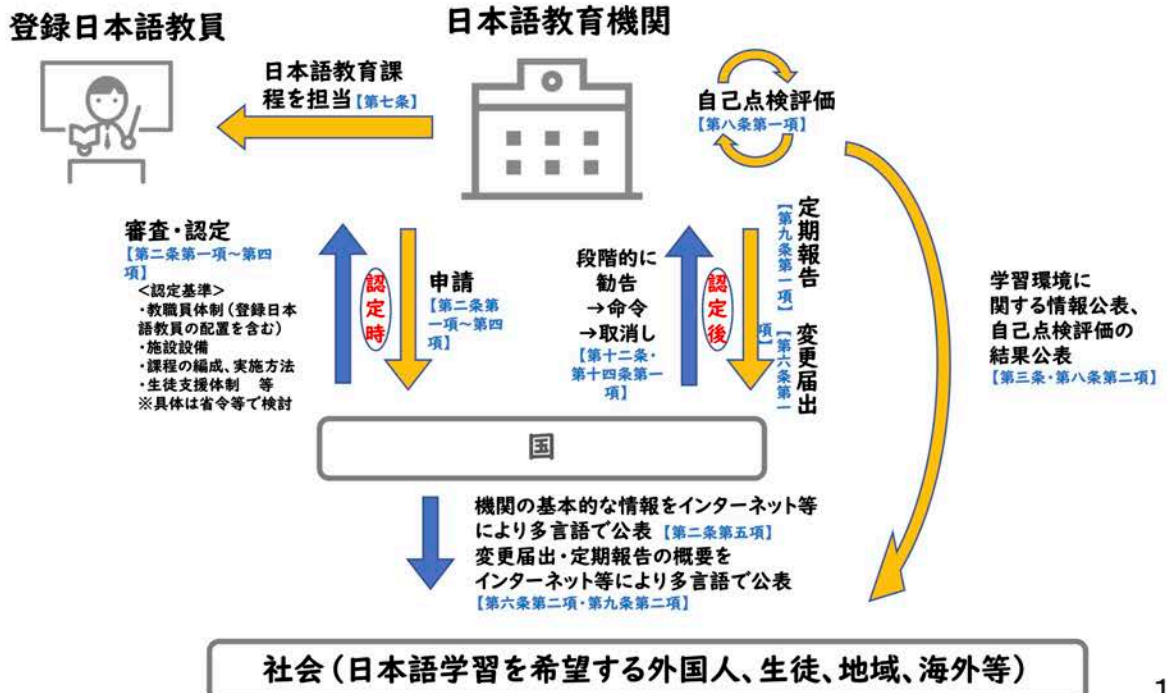 登録日本語教員
日本語教育機関
日本語教育課
程を担当【第七条】
自己点検評価
【第八条第一項】
審査・認定
【第二条第一項~第四
項】
<認定基準>
・教職員体制(登録日本
語教員の配置を含む)
・施設設備
・課程の編成、実施方法
・生徒支援体制 等
※具体は省令等で検討
認定時
申請
【第二条第
一項~第四
項】
段階的に
勧告
→命令
→取消し
【第十二条・
第十四条第一
項】
認定後
定期報告
【第九条第一項】
変更届出
【第六条第一
項】
学習環境に
関する情報公表、
自己点検評価の
結果公表
【第三条・第八条第二項】
国
機関の基本的な情報をインターネット等
により多言語で公表【第二条第五項】
変更届出・定期報告の概要を
インターネット等により多言語で公表
【第六条第二項・第九条第二項】
社会(日本語学習を希望する外国人、生徒、地域、海外等)
1